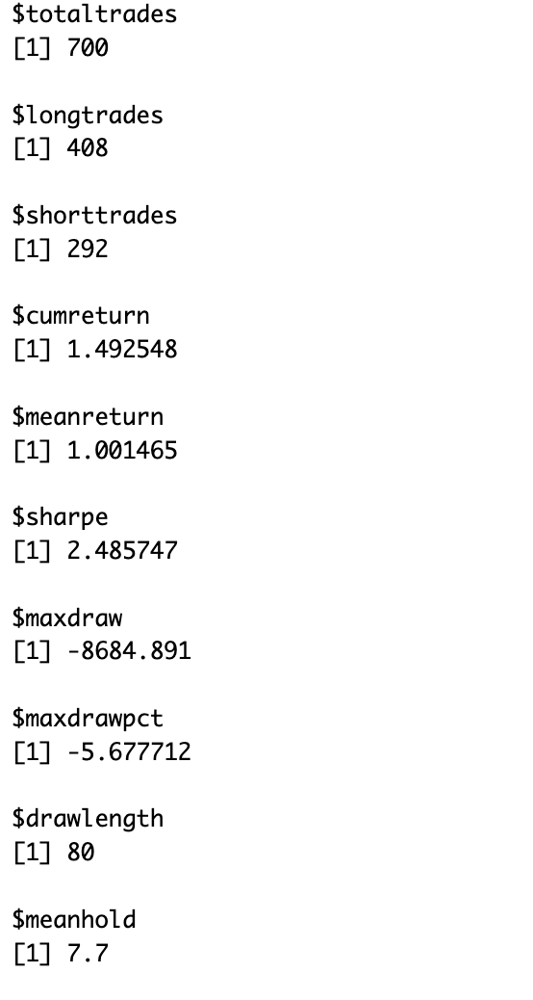 $totaltrades
[1] 700
$longtrades
[1] 408
$shorttrades
[1] 292
$cumreturn
[1] 1.492548
$meanreturn
[1] 1.001465
$sharpe
[1] 2.485747
$maxdraw
[1] -8684.891
$maxdrawpct
[1] -5.677712
$drawlength
[1] 80
$meanhold
[1] 7.7